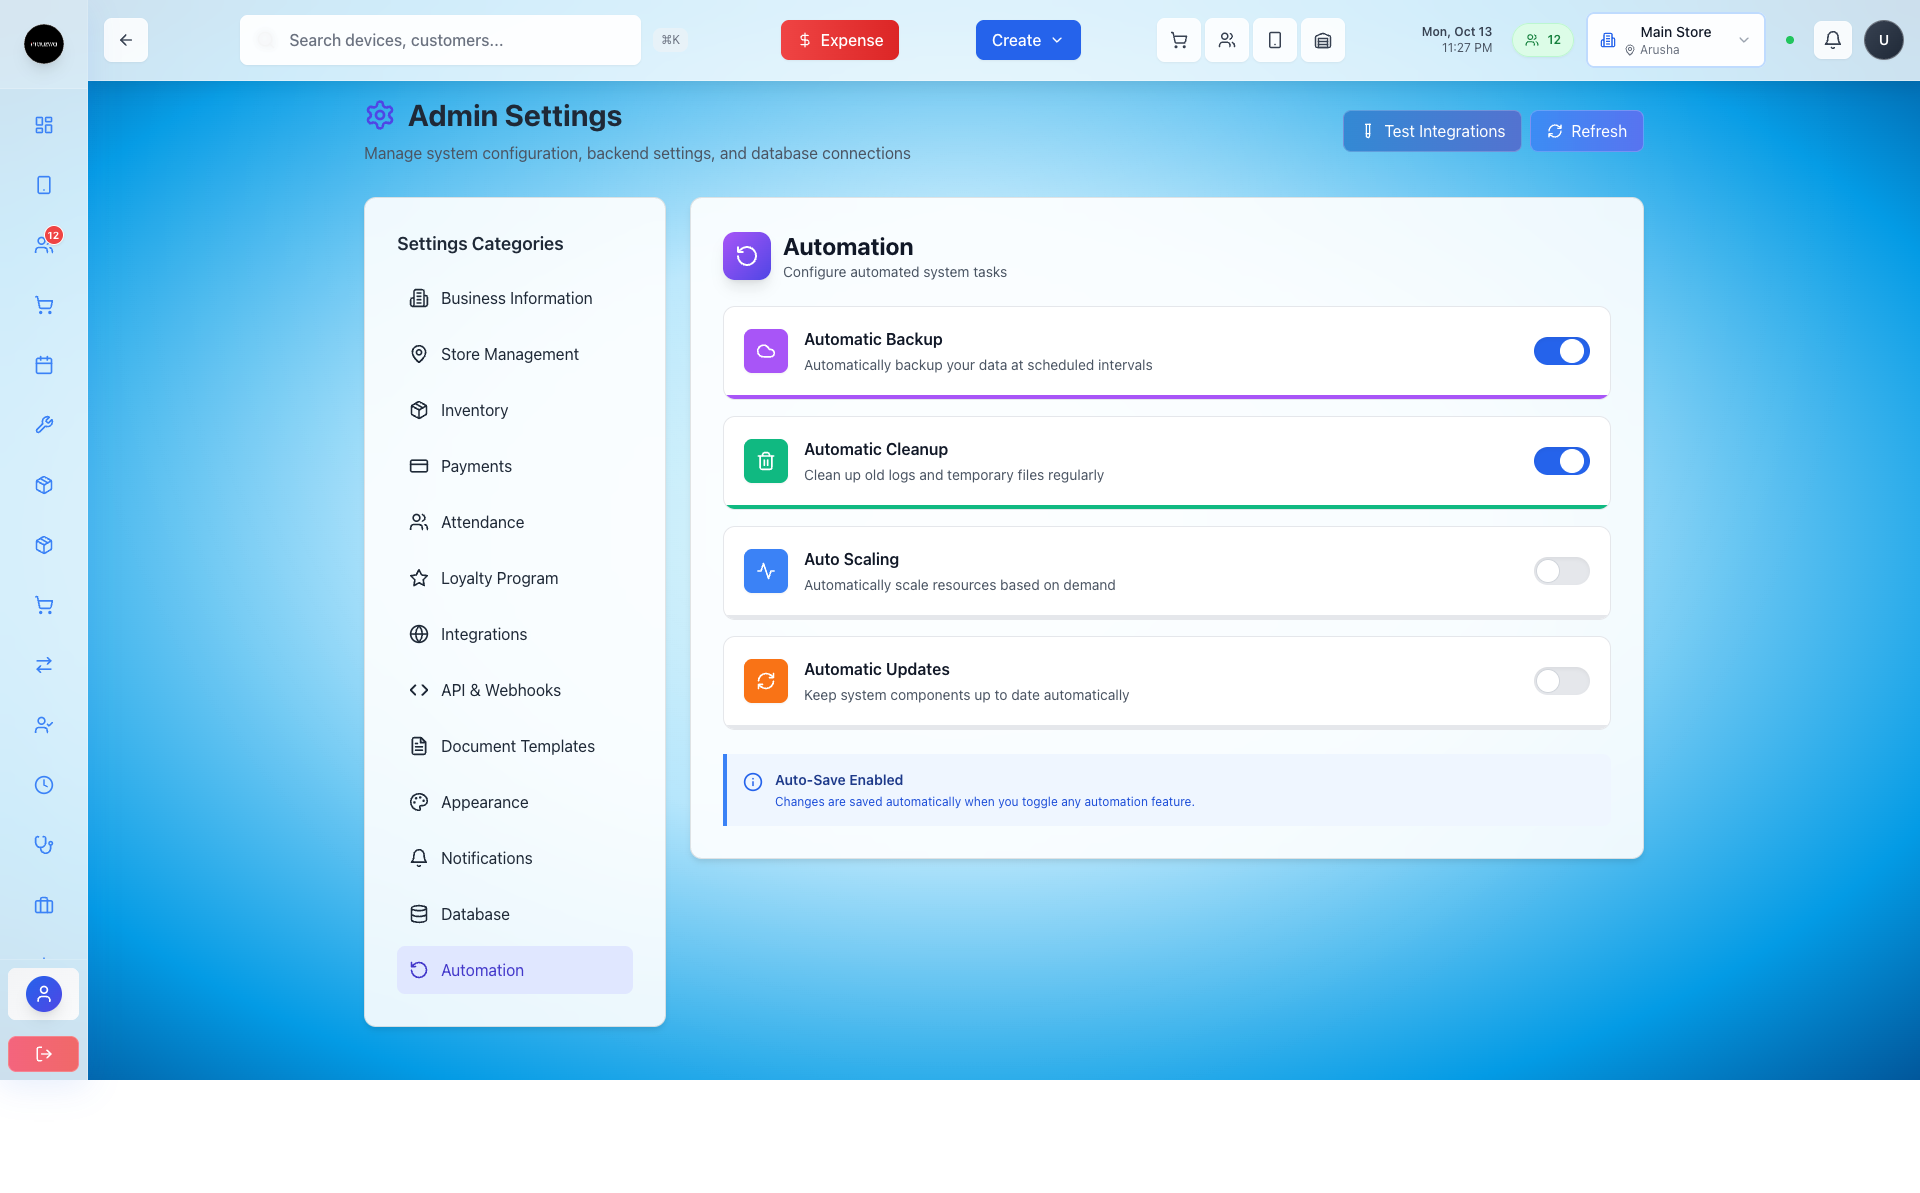 Search devices, customers...
⌘K
Expense
Create
Mon, Oct 13
11:27 PM
12
Main Store
Arusha
U
12
Admin Settings
Manage system configuration, backend settings, and database connections
Test Integrations
Refresh
Settings Categories
Business Information
Store Management
Inventory
Payments
Attendance
Loyalty Program
Integrations
API & Webhooks
Document Templates
Appearance
Notifications
Database
Automation
Automation
Configure automated system tasks
Automatic Backup
Automatically backup your data at scheduled intervals
Automatic Cleanup
Clean up old logs and temporary files regularly
Auto Scaling
Automatically scale resources based on demand
Automatic Updates
Keep system components up to date automatically
Auto-Save Enabled
Changes are saved automatically when you toggle any automation feature.